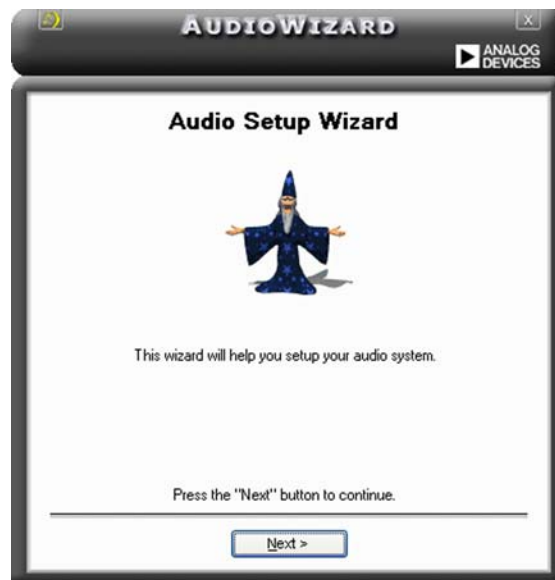 AUDIOWIZARD
X
ANALOG
DEVICES
Audio Setup Wizard
This wizard will help you setup your audio system.
Press the "Next" button to continue.
Next >